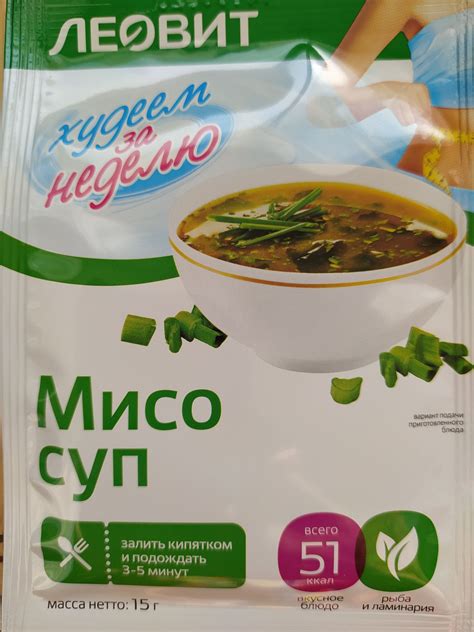 ЛЕОВИТ
худеем
за
неделю
вариант подачи
приготовленного
блюда
Мисо
суп
залить кипятком
и подождать
3-5 минут
всего
51
ккал
вкусное
блюдо
рыба
и ламинария
масса нетто: 15 г